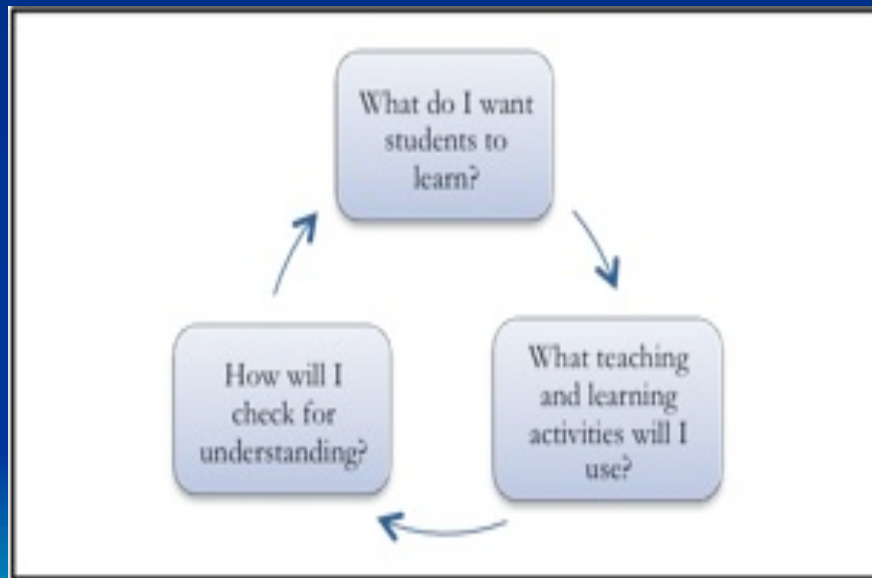 What do I want
students to
learn?
What teaching
and learning
activities will I
use?
How will I
check for
understanding?